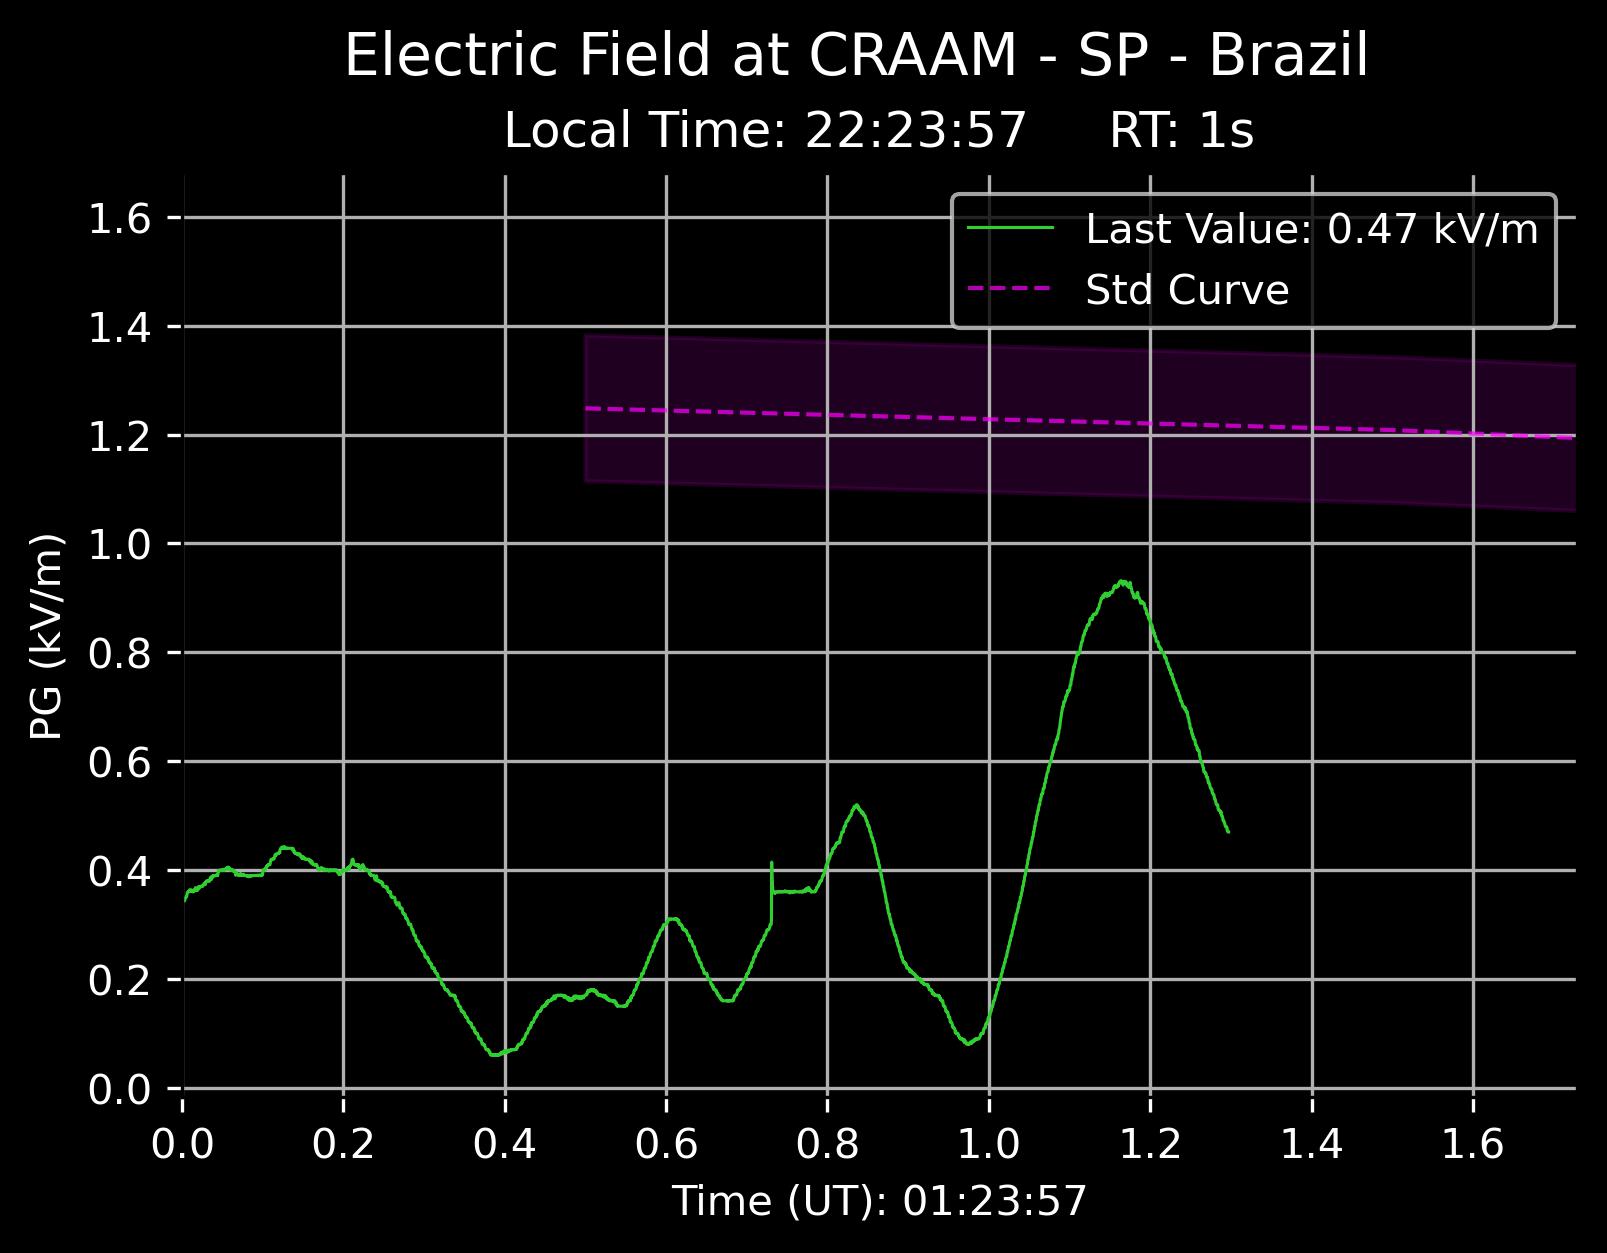 Electric Field at CRAAM - SP - Brazil
Local Time: 22:23:57 RT: 1s
Last Value: 0.47 kV/m
Std Curve
PG (kV/m)
1.6
1.4
1.2
1.0
0.8
0.6
0.4
0.2
0.0
0.0 0.2 0.4 0.6 0.8 1.0 1.2 1.4 1.6
Time (UT): 01:23:57